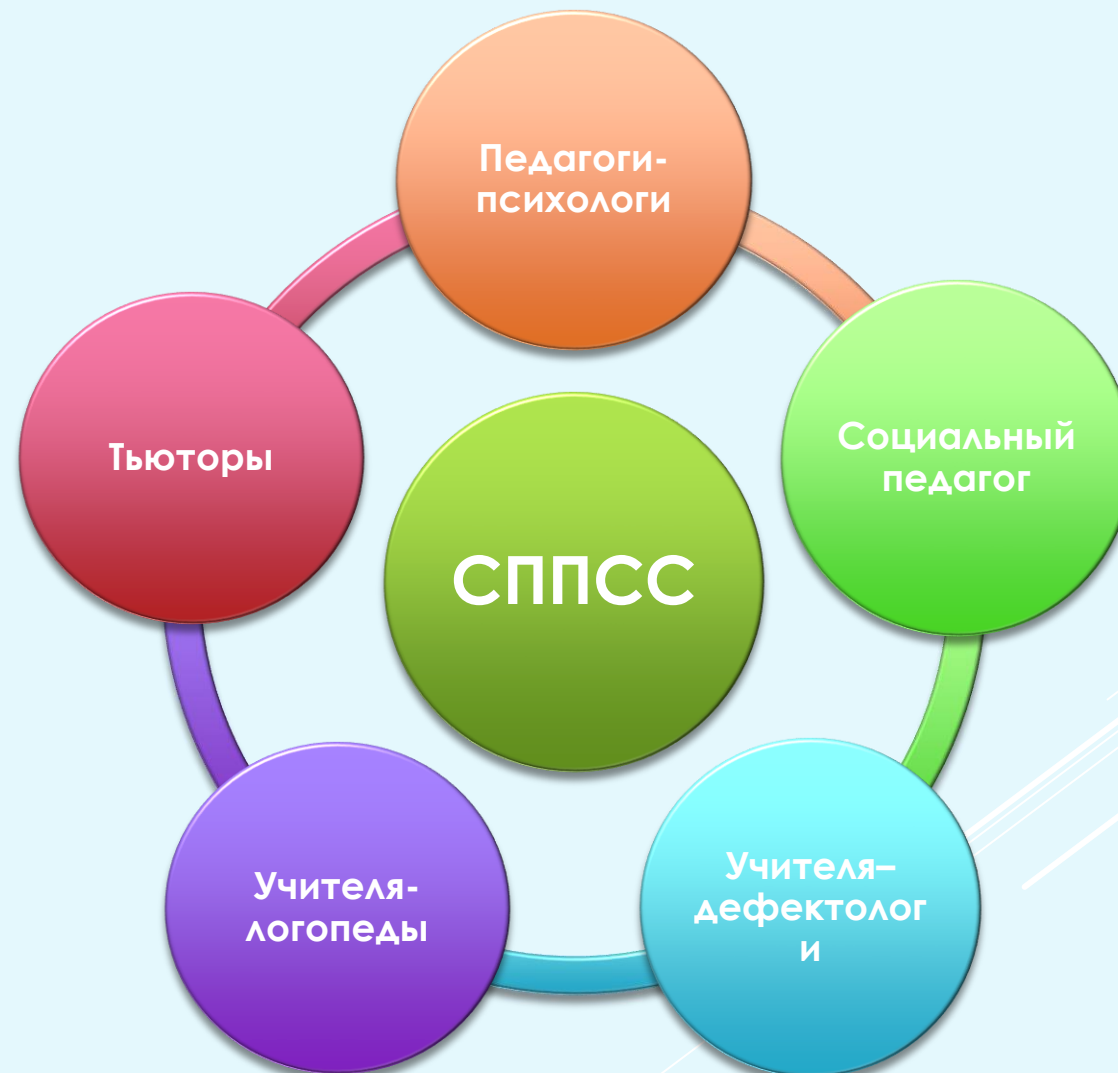 Педагоги-
психологи
Социальный
педагог
Тьюторы
СППСС
Учителя–
дефектолог
и
Учителя-
логопеды